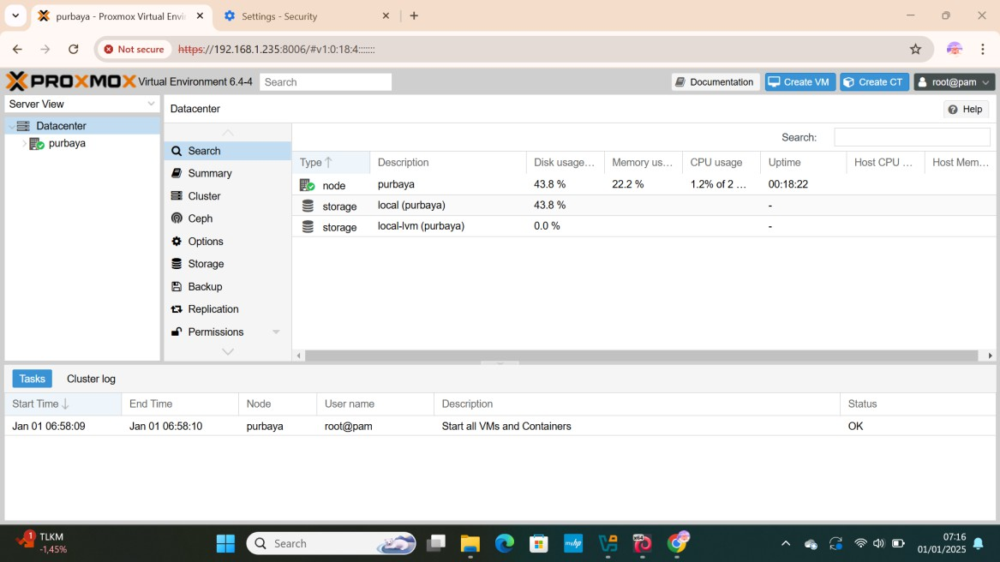 purbaya - Proxmox Virtual Envi
Settings - Security
Not secure
https://192.168.1.235:8006/#v1:0:18:4:::::::
PROXMOX Virtual Environment 6.4-4
Search
Documentation
Create VM
Create CT
root@pam
Server View
Datacenter
Help
Datacenter
purbaya
Search
Summary
Cluster
Ceph
Options
Storage
Backup
Replication
Permissions
Search:
Type Description Disk usage... Memory us... CPU usage Uptime Host CPU ... Host Mem...
node purbaya 43.8 % 22.2 % 1.2% of 2 ... 00:18:22
storage local (purbaya) 43.8 % -
storage local-lvm (purbaya) 0.0 % -
Tasks Cluster log
Start Time End Time Node User name Description Status
Jan 01 06:58:09 Jan 01 06:58:10 purbaya root@pam Start all VMs and Containers OK
1
TLKM
-1,45%
Search
myhp
x64
07:16
01/01/2025